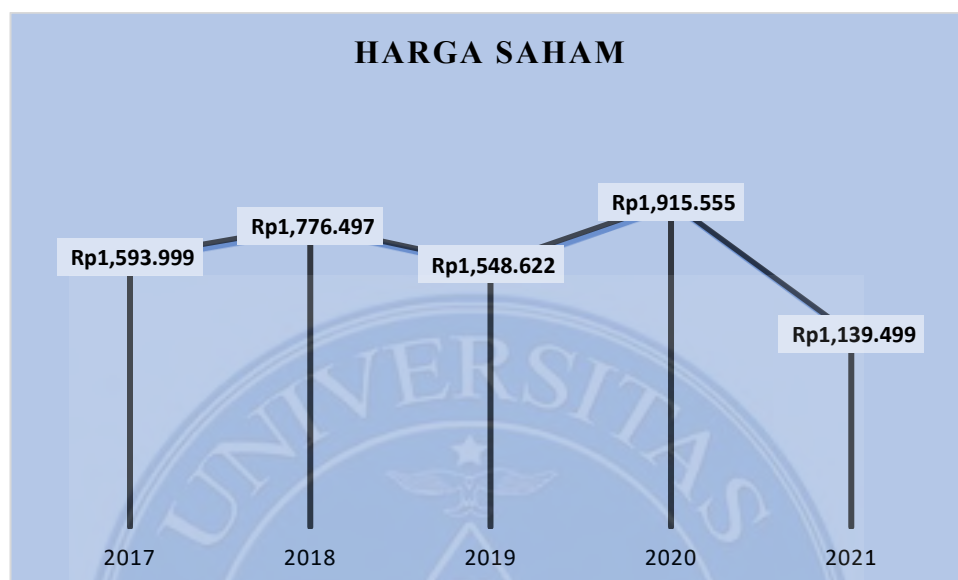 HARGA SAHAM
Rp1,593.999
Rp1,776.497
Rp1,548.622
Rp1,915.555
Rp1,139.499
UNIVERSITAS
2017 2018 2019 2020 2021